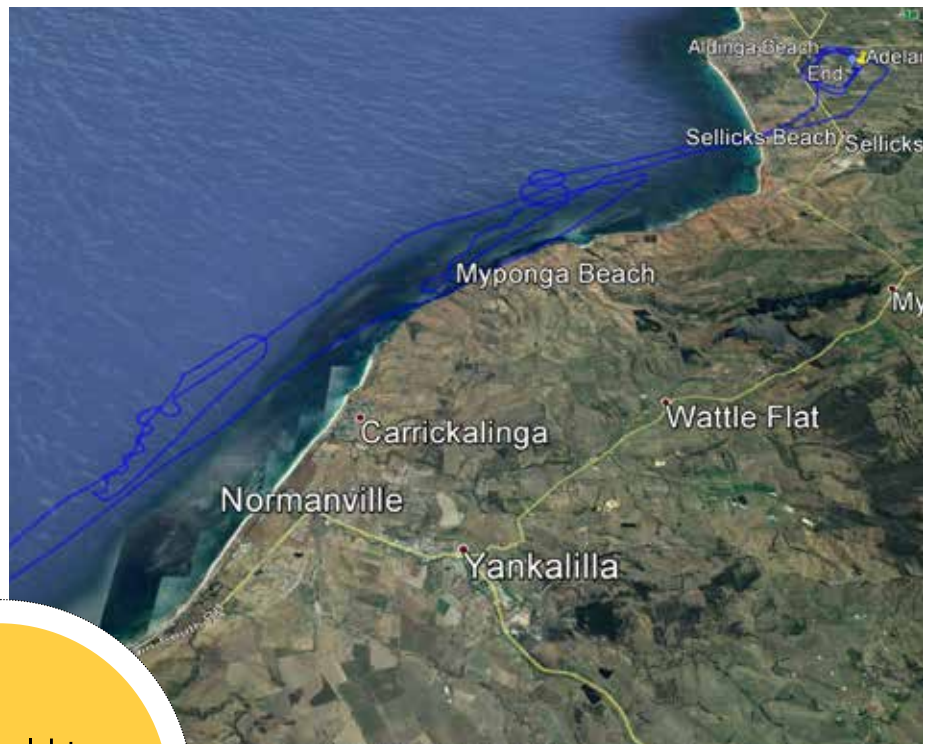 Aldinga Beach
Adelai
End
Sellicks Beach
Sellicks
Myponga Beach
My
Wattle Flat
Carrickalinga
Normanville
Yankalilla